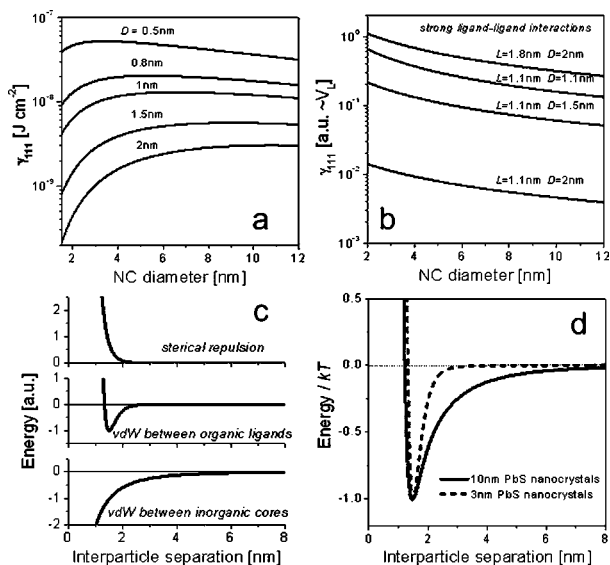 γ₁₁₁ [J cm⁻²]
10⁻⁷
10⁻⁸
10⁻⁹
D = 0.5nm
0.8nm
1nm
1.5nm
2nm
a
2 4 6 8 10 12
NC diameter [nm]
γ₁₁₁ [a.u. ~V_L]
10⁰
10⁻¹
10⁻²
10⁻³
strong ligand-ligand interactions
L=1.8nm D=2nm
L=1.1nm D=1.1nm
L=1.1nm D=1.5nm
L=1.1nm D=2nm
b
2 4 6 8 10 12
NC diameter [nm]
Energy [a.u.]
2
1
0
c
sterical repulsion
1
0
-1
vdW between organic ligands
0
-1
-2
vdW between inorganic cores
0 2 4 6 8
Interparticle separation [nm]
Energy / kT
0.5
0.0
-0.5
-1.0
d
10nm PbS nanocrystals
3nm PbS nanocrystals
0 2 4 6 8
Interparticle separation [nm]